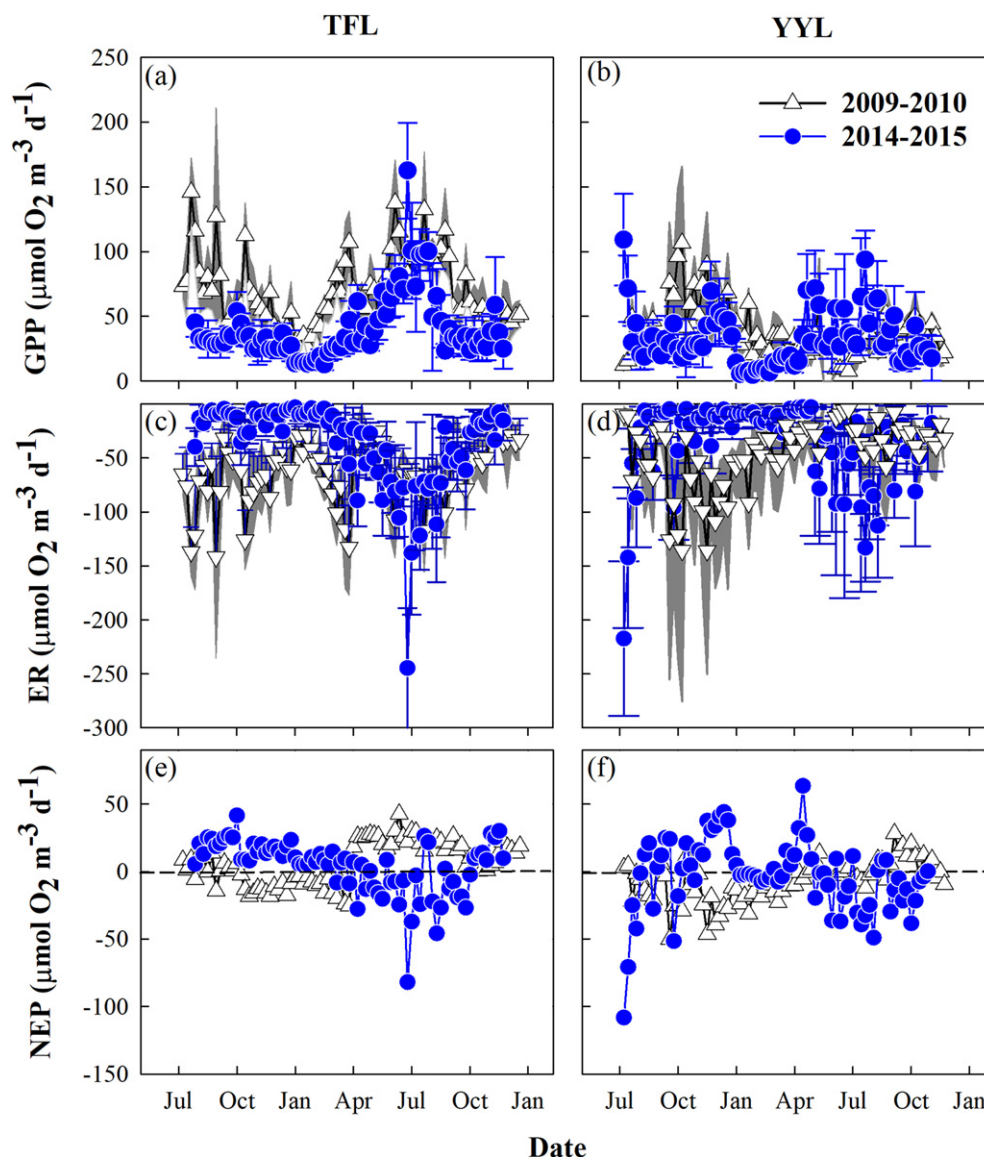 TFL YYL
(a) (b)
2009-2010
2014-2015
GPP (µmol O2 m-3 d-1)
250
200
150
100
50
0
(c) (d)
ER (µmol O2 m-3 d-1)
-50
-100
-150
-200
-250
-300
(e) (f)
NEP (µmol O2 m-3 d-1)
50
0
-50
-100
-150
Jul Oct Jan Apr Jul Oct Jan Jul Oct Jan Apr Jul Oct Jan
Date